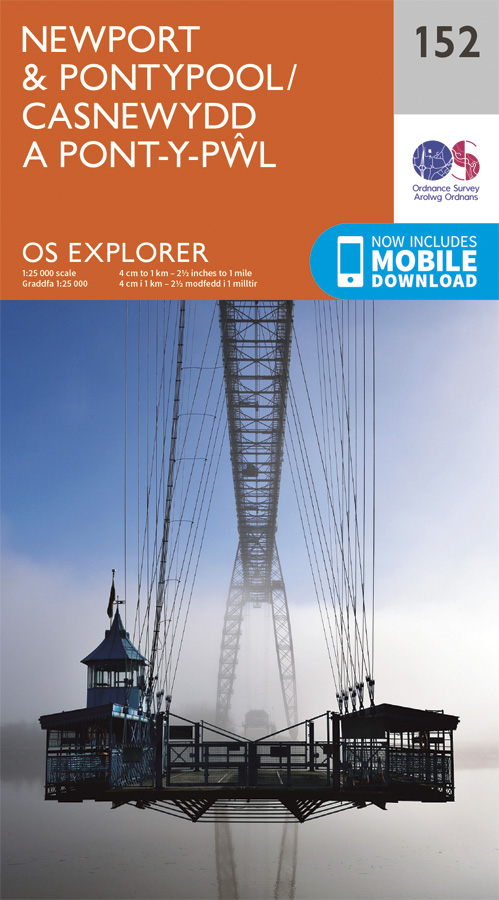 NEWPORT
& PONTYPOOL/
CASNEWYDD
A PONT-Y-PŴL
152
Ordnance Survey
Arolwg Ordnans
OS EXPLORER
1:25 000 scale
Graddfa 1:25 000
4 cm to 1 km – 2½ inches to 1 mile
4 cm i 1 km – 2½ modfedd i 1 milltir
NOW INCLUDES
MOBILE
DOWNLOAD